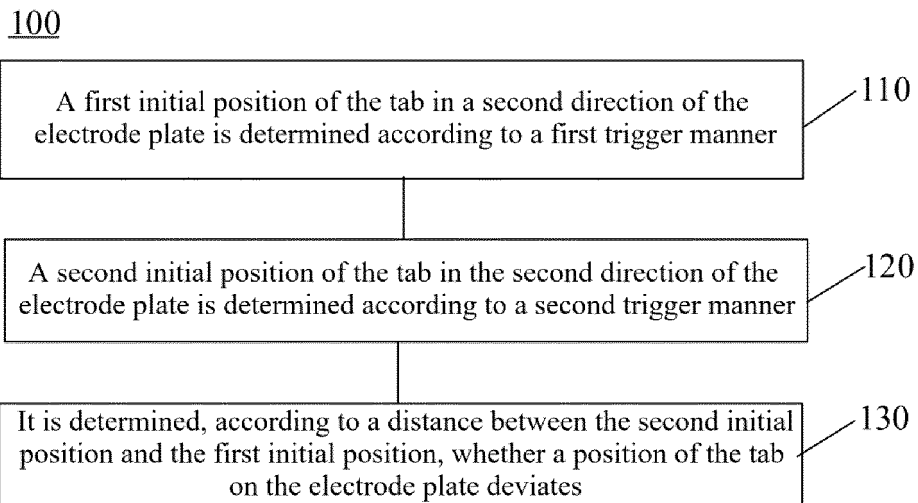 100
A first initial position of the tab in a second direction of the
electrode plate is determined according to a first trigger manner
110
A second initial position of the tab in the second direction of the
electrode plate is determined according to a second trigger manner
120
It is determined, according to a distance between the second initial
position and the first initial position, whether a position of the tab
on the electrode plate deviates
130